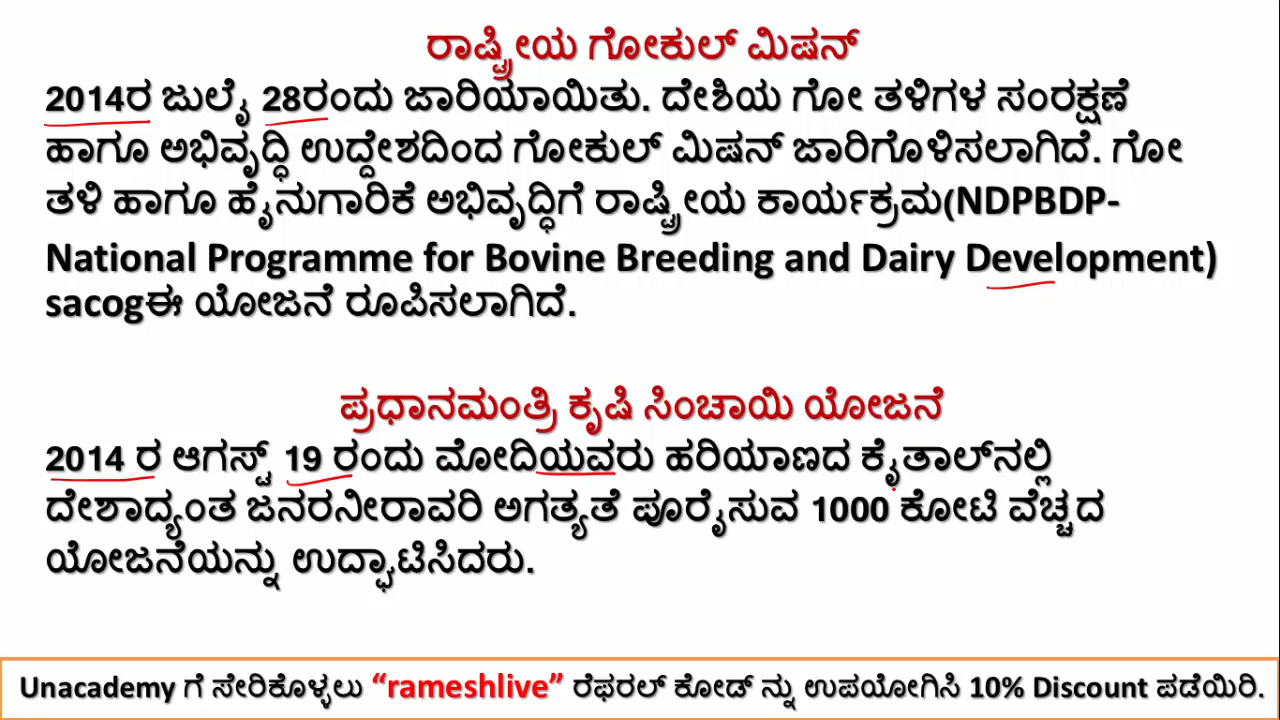 ರಾಷ್ಟ್ರೀಯ ಗೋಕುಲ್ ಮಿಷನ್
2014ರ ಜುಲೈ 28ರಂದು ಜಾರಿಯಾಯಿತು. ದೇಶಿಯ ಗೋ ತಳಿಗಳ ಸಂರಕ್ಷಣೆ
ಹಾಗೂ ಅಭಿವೃದ್ಧಿ ಉದ್ದೇಶದಿಂದ ಗೋಕುಲ್ ಮಿಷನ್ ಜಾರಿಗೊಳಿಸಲಾಗಿದೆ. ಗೋ
ತಳಿ ಹಾಗೂ ಹೈನುಗಾರಿಕೆ ಅಭಿವೃದ್ಧಿಗೆ ರಾಷ್ಟ್ರೀಯ ಕಾರ್ಯಕ್ರಮ(NDPBDP-
National Programme for Bovine Breeding and Dairy Development)
sacogಈ ಯೋಜನೆ ರೂಪಿಸಲಾಗಿದೆ.
ಪ್ರಧಾನಮಂತ್ರಿ ಕೃಷಿ ಸಿಂಚಾಯಿ ಯೋಜನೆ
2014 ರ ಆಗಸ್ಟ್ 19 ರಂದು ಮೋದಿಯವರು ಹರಿಯಾಣದ ಕೈತಾಲ್‌ನಲ್ಲಿ
ದೇಶಾದ್ಯಂತ ಜನರನೀರಾವರಿ ಅಗತ್ಯತೆ ಪೂರೈಸುವ 1000 ಕೋಟಿ ವೆಚ್ಚದ
ಯೋಜನೆಯನ್ನು ಉದ್ಘಾಟಿಸಿದರು.
Unacademy ಗೆ ಸೇರಿಕೊಳ್ಳಲು “rameshlive” ರೆಫರಲ್ ಕೋಡ್ ನ್ನು ಉಪಯೋಗಿಸಿ 10% Discount ಪಡೆಯಿರಿ.